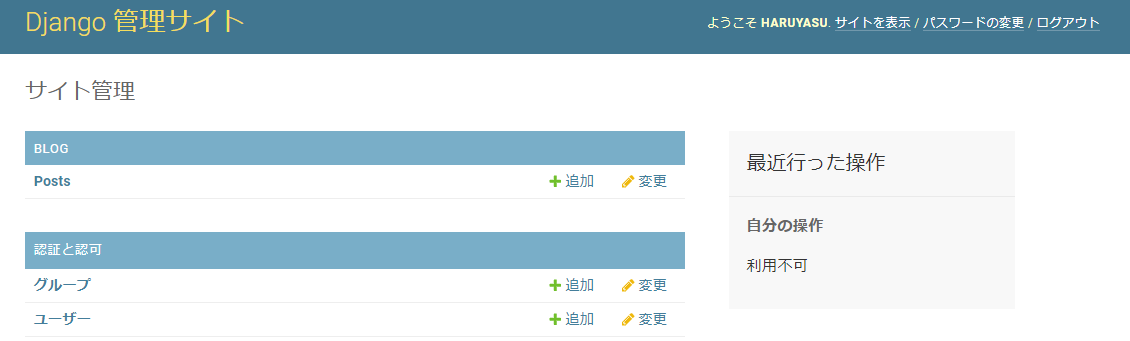 Django 管理サイト
ようこそ HARUYASU. サイトを表示 / パスワードの変更 / ログアウト
サイト管理
BLOG
Posts 追加 変更
認証と認可
グループ 追加 変更
ユーザー 追加 変更
最近行った操作
自分の操作
利用不可